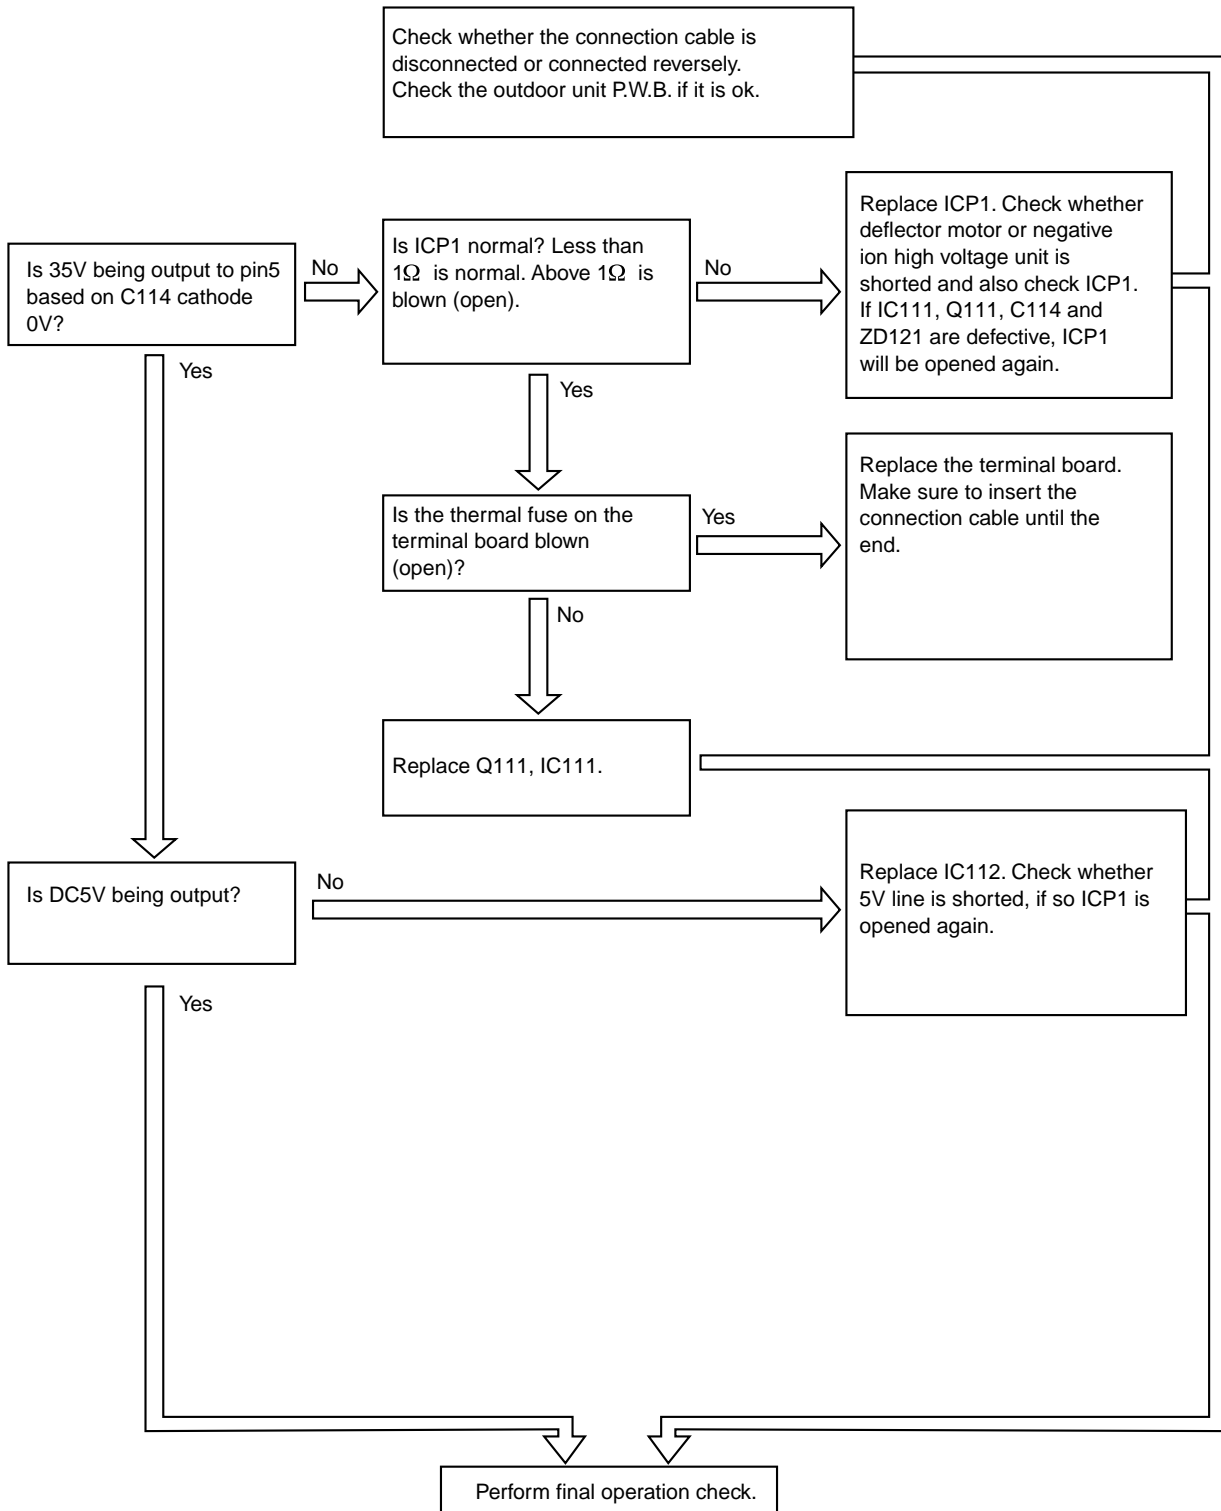 Check whether the connection cable is
disconnected or connected reversely.
Check the outdoor unit P.W.B. if it is ok.
Is 35V being output to pin5
based on C114 cathode
0V?
No
Is ICP1 normal? Less than
1Ω is normal. Above 1Ω is
blown (open).
No
Replace ICP1. Check whether
deflector motor or negative
ion high voltage unit is
shorted and also check ICP1.
If IC111, Q111, C114 and
ZD121 are defective, ICP1
will be opened again.
Yes
Yes
Is the thermal fuse on the
terminal board blown
(open)?
Yes
Replace the terminal board.
Make sure to insert the
connection cable until the
end.
No
Replace Q111, IC111.
Is DC5V being output?
No
Replace IC112. Check whether
5V line is shorted, if so ICP1 is
opened again.
Yes
Perform final operation check.